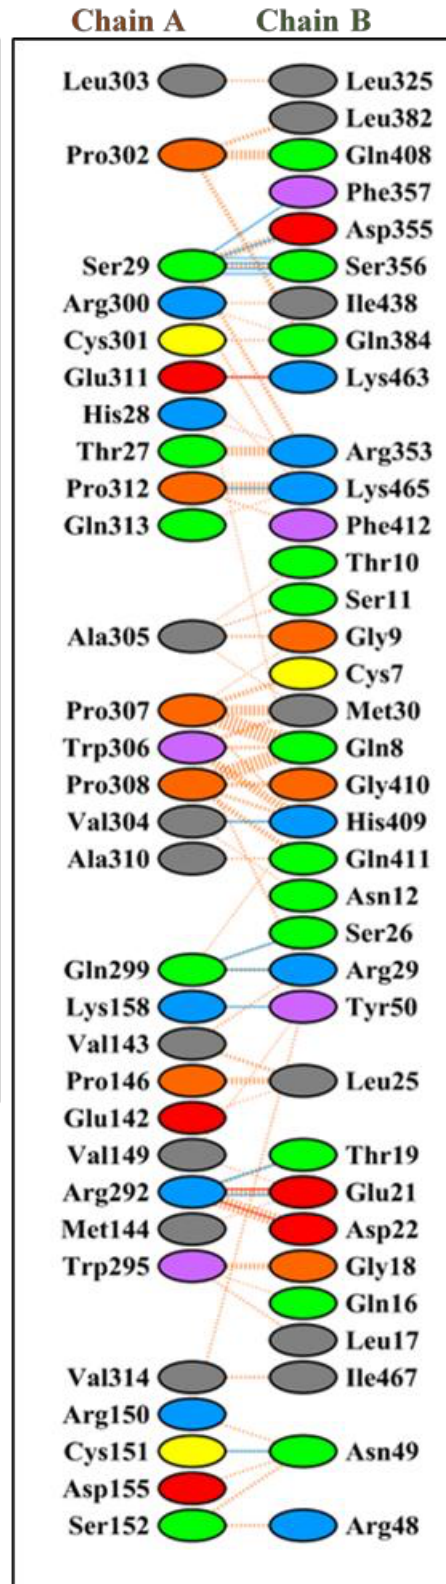 Chain A Chain B
Leu303 Leu325
Leu382
Pro302 Gln408
Phe357
Asp355
Ser29 Ser356
Arg300 Ile438
Cys301 Gln384
Glu311 Lys463
His28
Thr27 Arg353
Pro312 Lys465
Gln313 Phe412
Thr10
Ser11
Ala305 Gly9
Cys7
Pro307 Met30
Trp306 Gln8
Pro308 Gly410
Val304 His409
Ala310 Gln411
Asn12
Ser26
Gln299 Arg29
Lys158 Tyr50
Val143
Pro146 Leu25
Glu142
Val149 Thr19
Arg292 Glu21
Met144 Asp22
Trp295 Gly18
Gln16
Leu17
Val314 Ile467
Arg150
Cys151 Asn49
Asp155
Ser152 Arg48